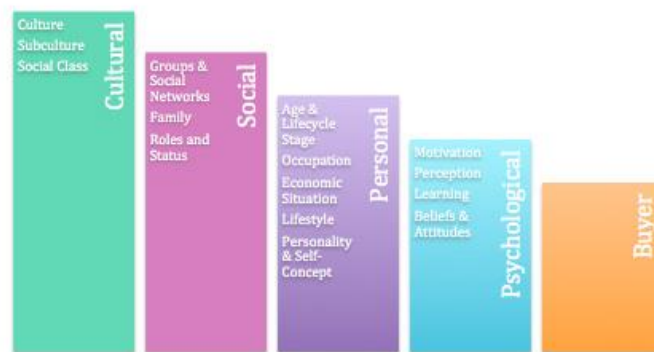 Culture
Subculture
Social Class
Cultural
Groups &
Social
Networks
Family
Roles and
Status
Social
Age &
Lifecycle
Stage
Occupation
Economic
Situation
Lifestyle
Personality
& Self-
Concept
Personal
Motivation
Perception
Learning
Beliefs &
Attitudes
Psychological
Buyer